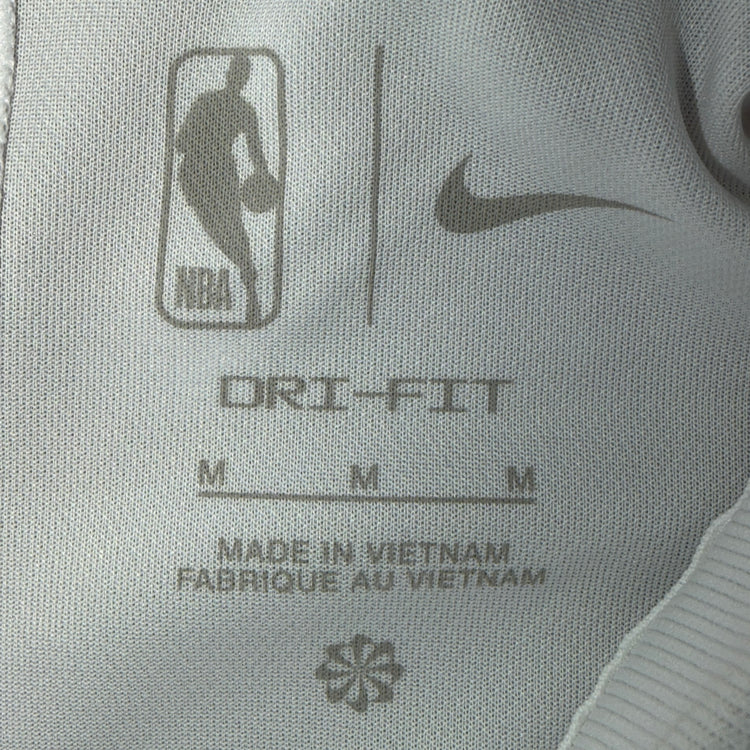 NBA
DRI-FIT
M M M
MADE IN VIETNAM
FABRIQUE AU VIETNAM